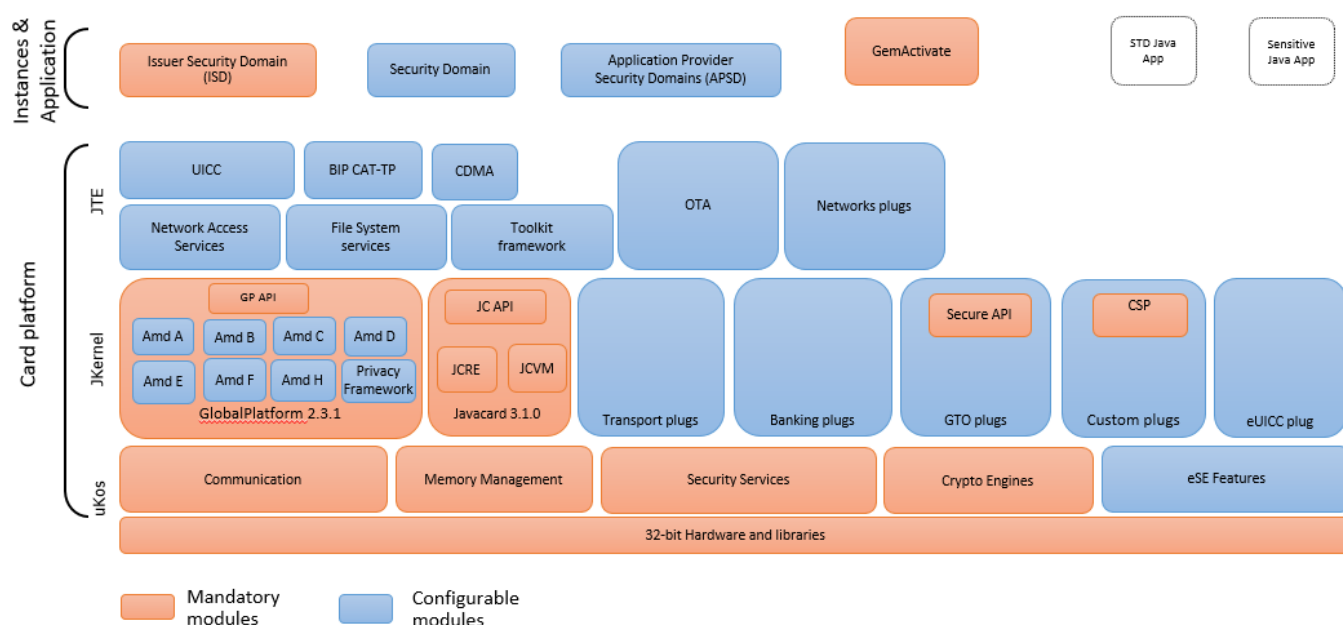 Instances &
Application
Issuer Security Domain
(ISD)
Security Domain
Application Provider
Security Domains (APSD)
GemActivate
STD Java
App
Sensitive
Java App
Card platform
JTE
UICC
BIP CAT-TP
CDMA
OTA
Networks plugs
Network Access
Services
File System
services
Toolkit
framework
JKernel
GP API
Amd A
Amd B
Amd C
Amd D
Amd E
Amd F
Amd H
Privacy
Framework
GlobalPlatform 2.3.1
JC API
JCRE
JCVM
Javacard 3.1.0
Transport plugs
Banking plugs
Secure API
GTO plugs
CSP
Custom plugs
eUICC plug
uKos
Communication
Memory Management
Security Services
Crypto Engines
eSE Features
32-bit Hardware and libraries
Mandatory
modules
Configurable
modules